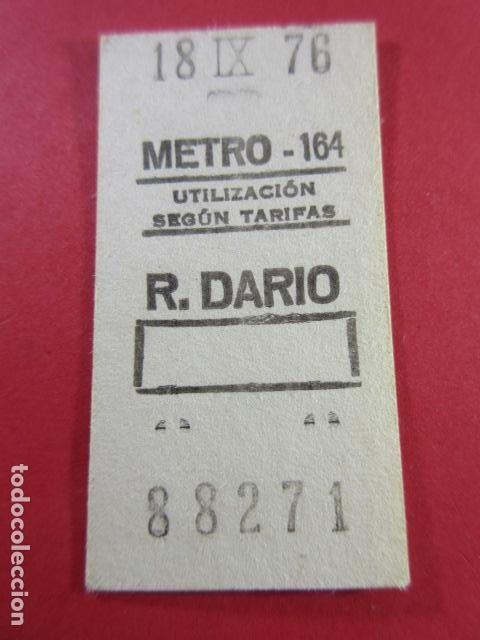 18 IX 76
METRO - 164
UTILIZACIÓN
SEGÚN TARIFAS
R. DARIO
88271
todocoleccion